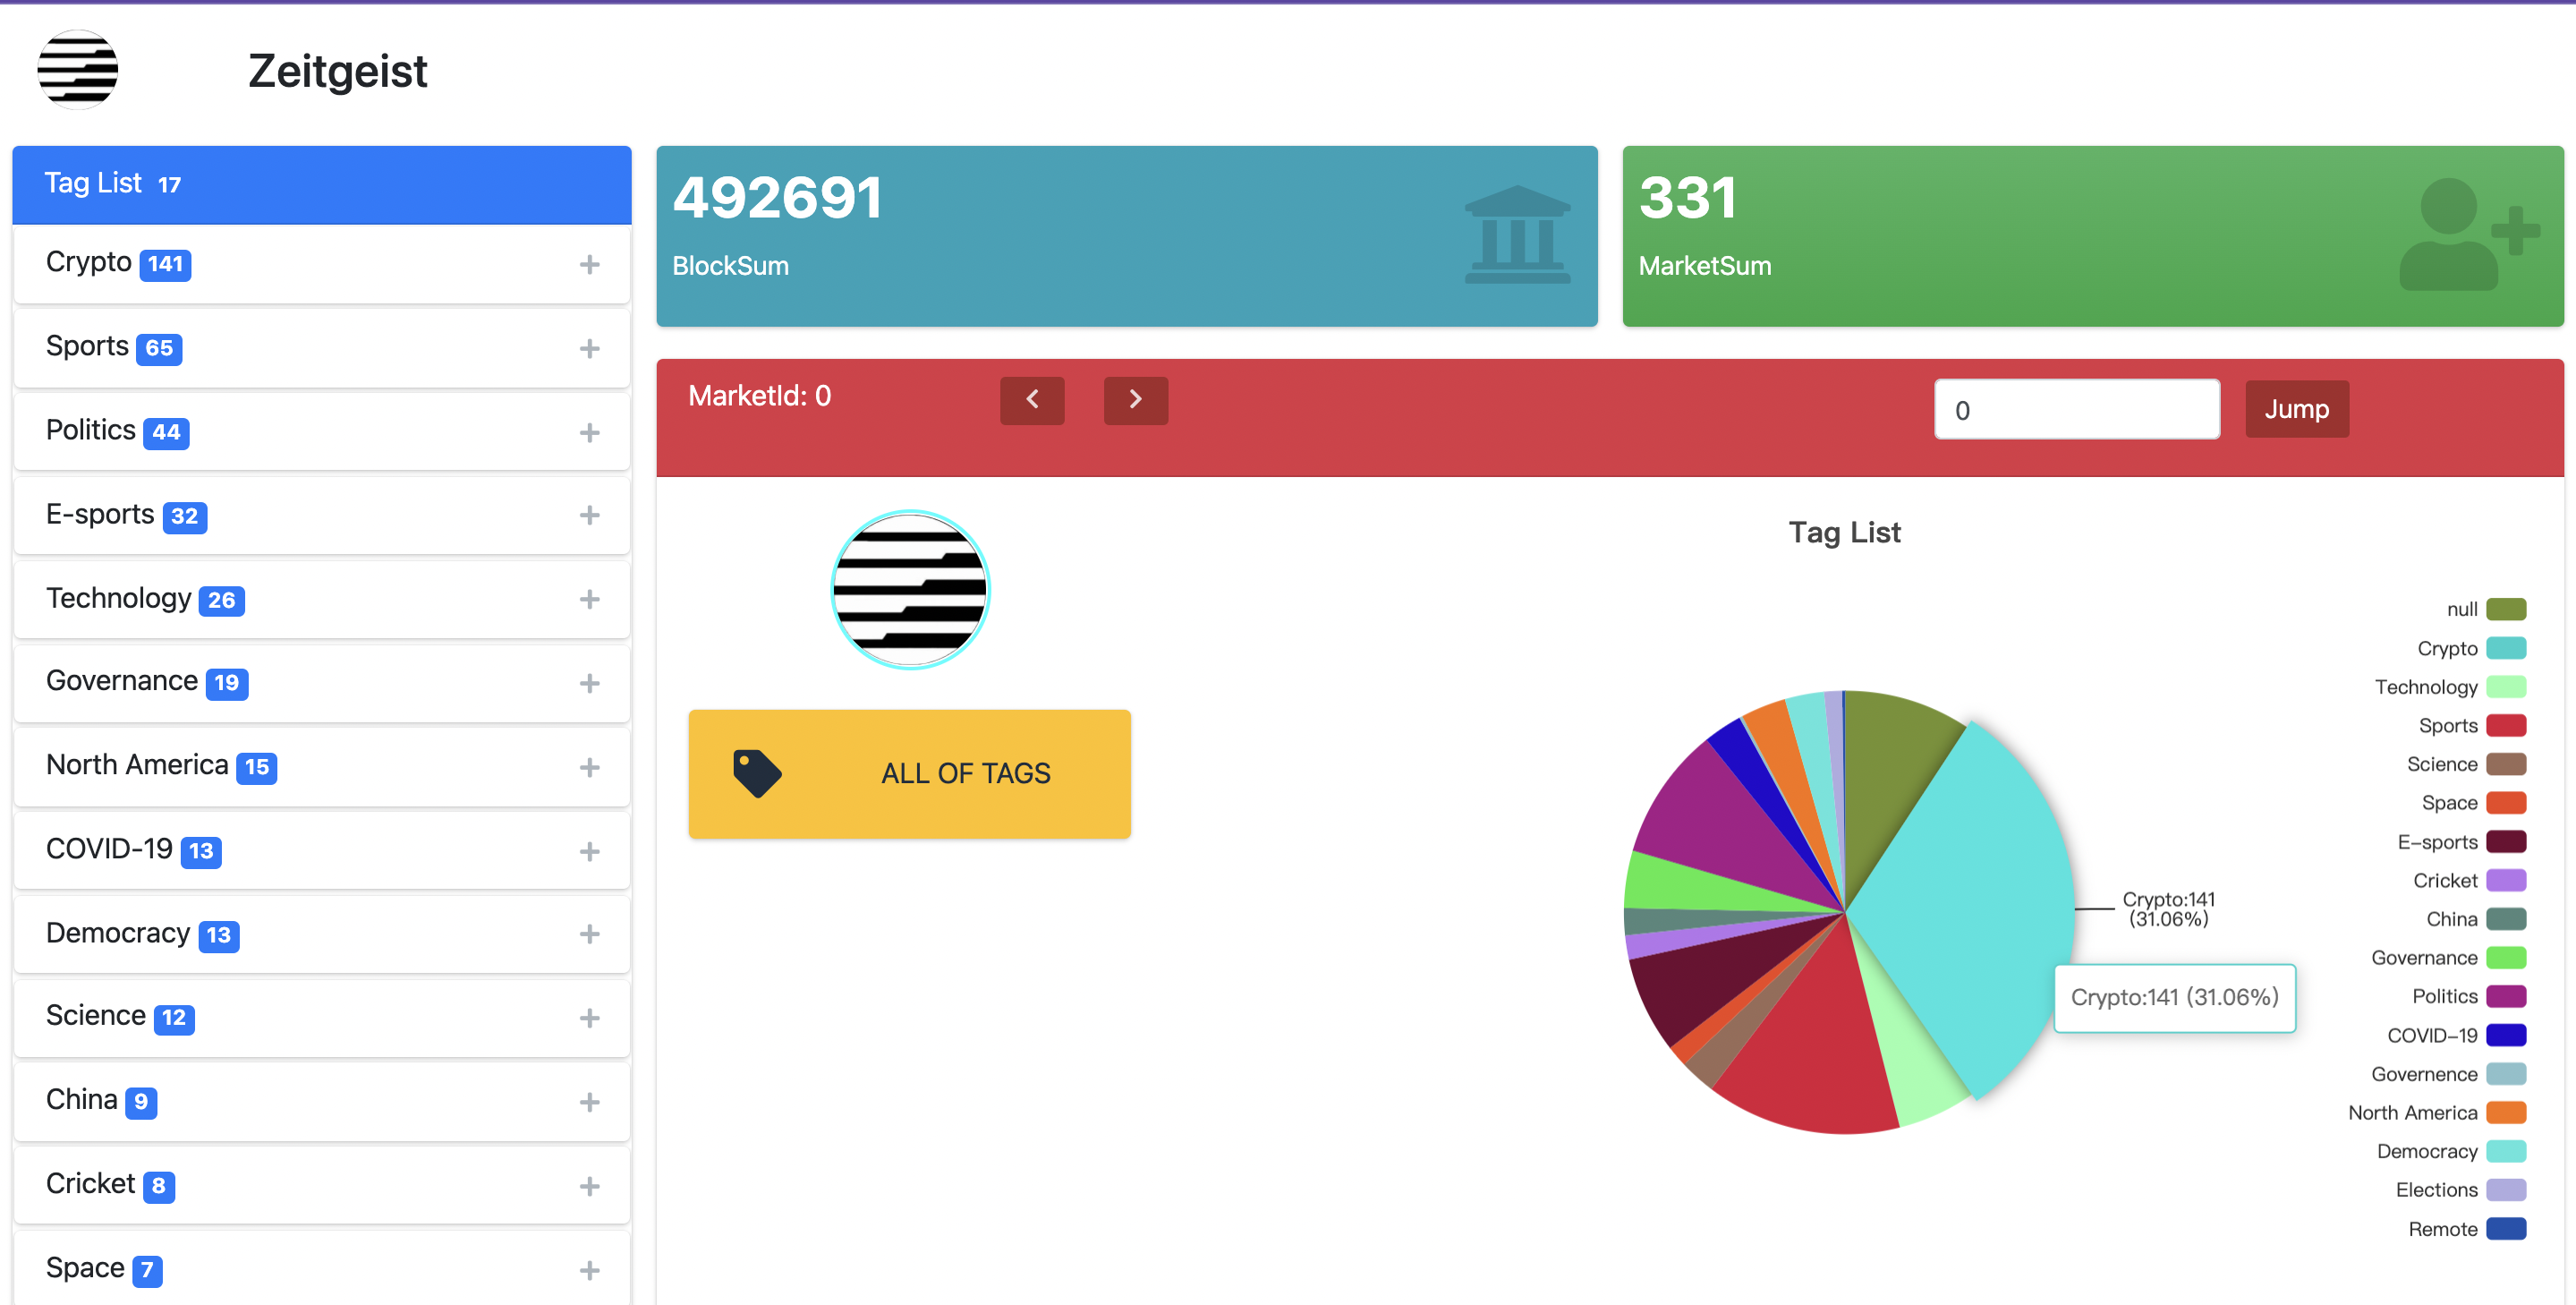 Zeitgeist
Tag List 17
Crypto 141
Sports 65
Politics 44
E-sports 32
Technology 26
Governance 19
North America 15
COVID-19 13
Democracy 13
Science 12
China 9
Cricket 8
Space 7
492691
BlockSum
331
MarketSum
MarketId: 0
0
Jump
ALL OF TAGS
Tag List
Crypto:141
(31.06%)
Crypto:141 (31.06%)
null
Crypto
Technology
Sports
Science
Space
E-sports
Cricket
China
Governance
Politics
COVID-19
Governence
North America
Democracy
Elections
Remote